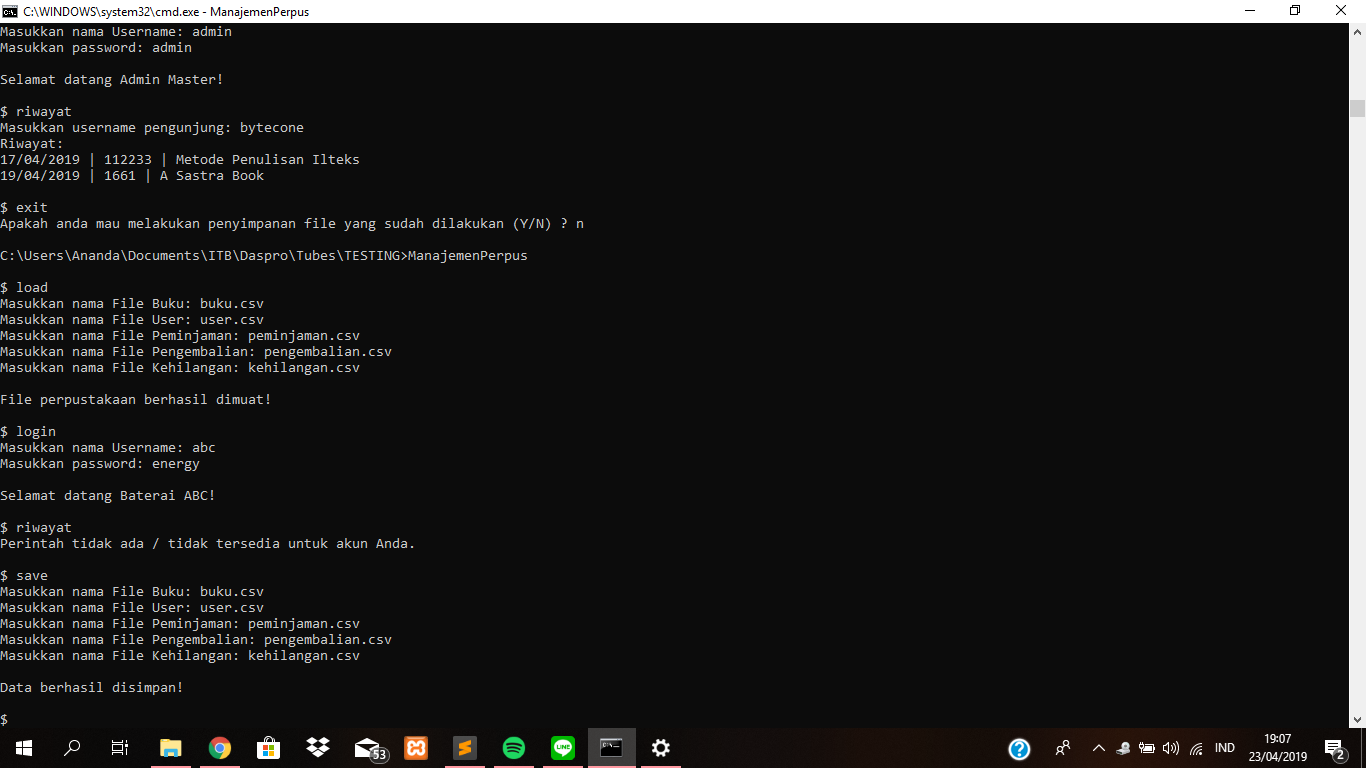 C:\WINDOWS\system32\cmd.exe - ManajemenPerpus
Masukkan nama Username: admin
Masukkan password: admin
Selamat datang Admin Master!
$ riwayat
Masukkan username pengunjung: bytecone
Riwayat:
17/04/2019 | 112233 | Metode Penulisan Ilteks
19/04/2019 | 1661 | A Sastra Book
$ exit
Apakah anda mau melakukan penyimpanan file yang sudah dilakukan (Y/N) ? n
C:\Users\Ananda\Documents\ITB\Daspro\Tubes\TESTING>ManajemenPerpus
$ load
Masukkan nama File Buku: buku.csv
Masukkan nama File User: user.csv
Masukkan nama File Peminjaman: peminjaman.csv
Masukkan nama File Pengembalian: pengembalian.csv
Masukkan nama File Kehilangan: kehilangan.csv
File perpustakaan berhasil dimuat!
$ login
Masukkan nama Username: abc
Masukkan password: energy
Selamat datang Baterai ABC!
$ riwayat
Perintah tidak ada / tidak tersedia untuk akun Anda.
$ save
Masukkan nama File Buku: buku.csv
Masukkan nama File User: user.csv
Masukkan nama File Peminjaman: peminjaman.csv
Masukkan nama File Pengembalian: pengembalian.csv
Masukkan nama File Kehilangan: kehilangan.csv
Data berhasil disimpan!
$
53
LINE
IND
19:07
23/04/2019
2